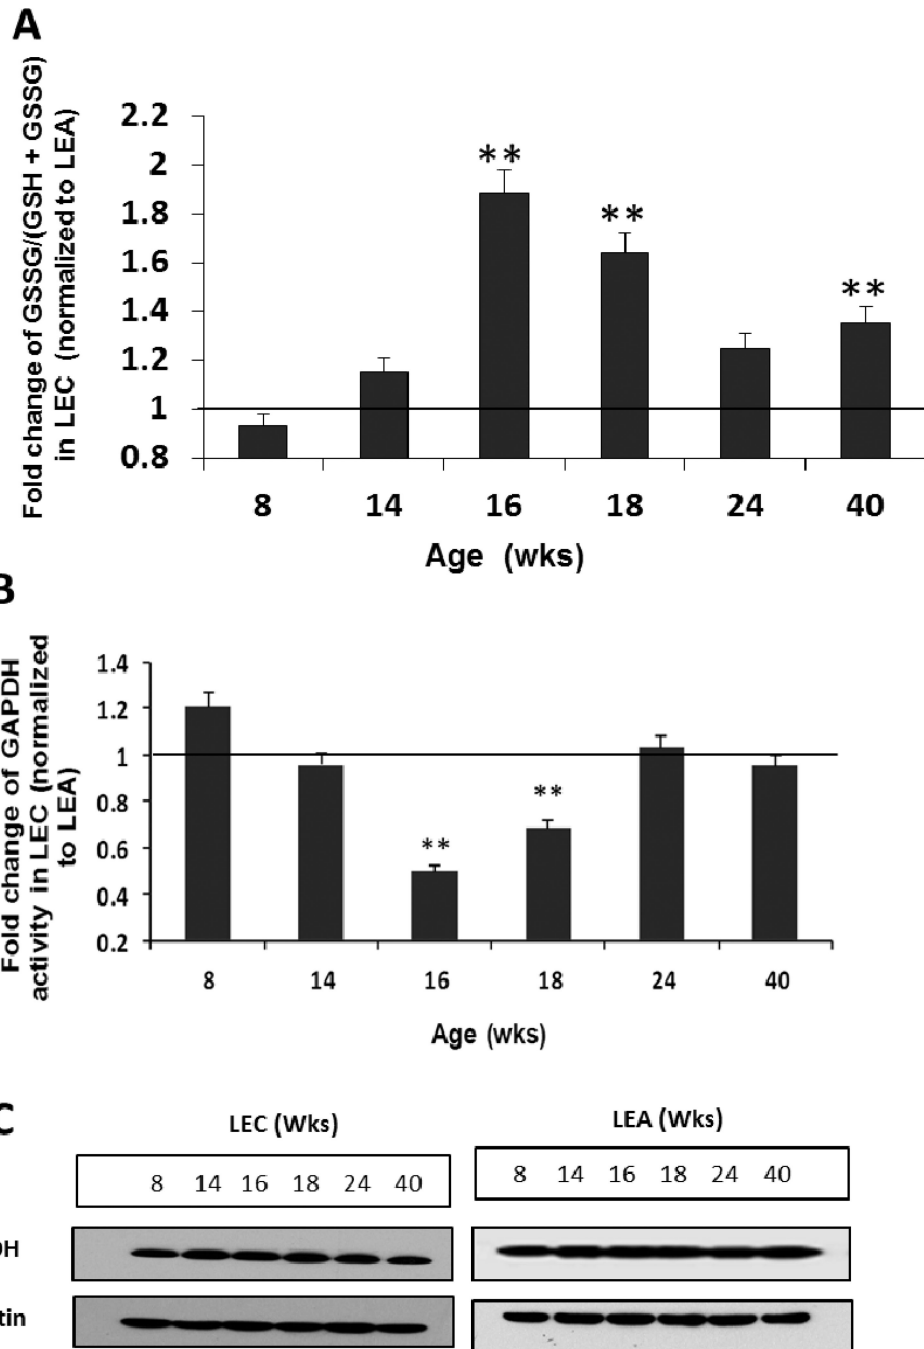 A
Fold change of GSSG/(GSH + GSSG)
in LEC (normalized to LEA)
2.2
2
1.8
1.6
1.4
1.2
1
0.8
**
**
**
8 14 16 18 24 40
Age (wks)
B
Fold change of GAPDH
activity in LEC (normalized
to LEA)
1.4
1.2
1
0.8
0.6
0.4
0.2
**
**
8 14 16 18 24 40
Age (wks)
C
LEC (Wks)
8 14 16 18 24 40
LEA (Wks)
8 14 16 18 24 40
DH
tin